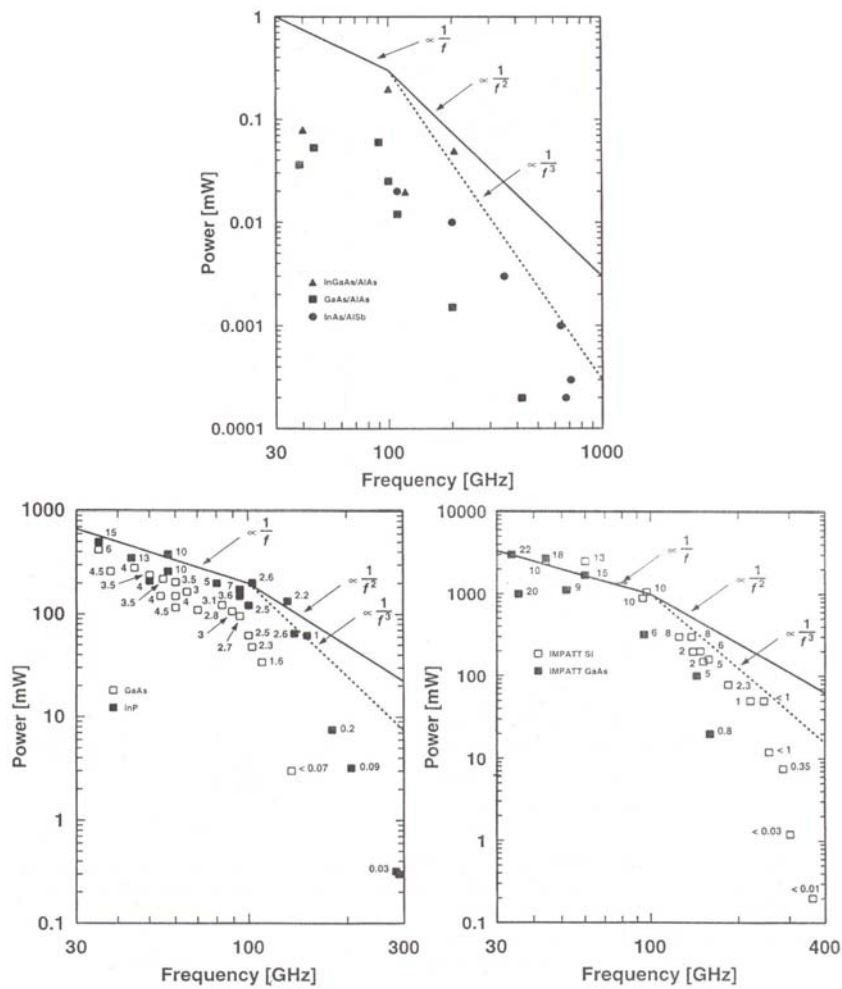 1
∝ 1/f
∝ 1/f²
0.1
∝ 1/f³
Power [mW]
0.01
InGaAs/AlAs
GaAs/AlAs
InAs/AlSb
0.001
0.0001
30 100 1000
Frequency [GHz]
1000
15
6
13
10
∝ 1/f
4.5
4
10
3.5
4
3.5
3.5
4
4
4.5
5
7
3.6
3.1
2.8
3
2.7
2.6
2.5
2.2
∝ 1/f²
∝ 1/f³
2.6
1
2.5
2.3
1.6
100
Power [mW]
GaAs
InP
10
0.2
< 0.07
0.09
1
0.03
0.1
30 100 300
Frequency [GHz]
10000
22
18
10
13
15
∝ 1/f
20
9
10
10
∝ 1/f²
1000
6
8
8
6
2
2
5
5
∝ 1/f³
IMPATT Si
IMPATT GaAs
2.3
1
< 1
100
0.8
Power [mW]
< 1
0.35
10
< 0.03
1
< 0.01
0.1
30 100 400
Frequency [GHz]